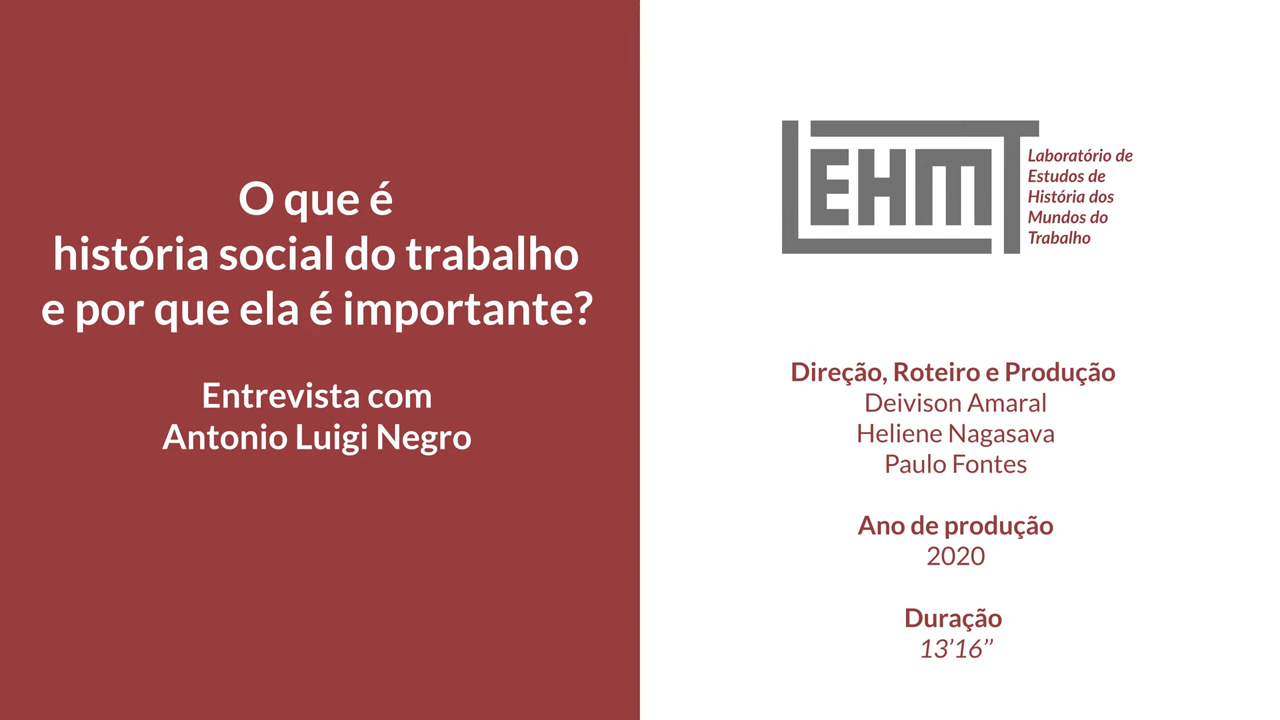 O que é
história social do trabalho
e por que ela é importante?
Entrevista com
Antonio Luigi Negro
LEHMT
Laboratório de
Estudos de
História dos
Mundos do
Trabalho
Direção, Roteiro e Produção
Deivison Amaral
Heliene Nagasava
Paulo Fontes
Ano de produção
2020
Duração
13’16’’